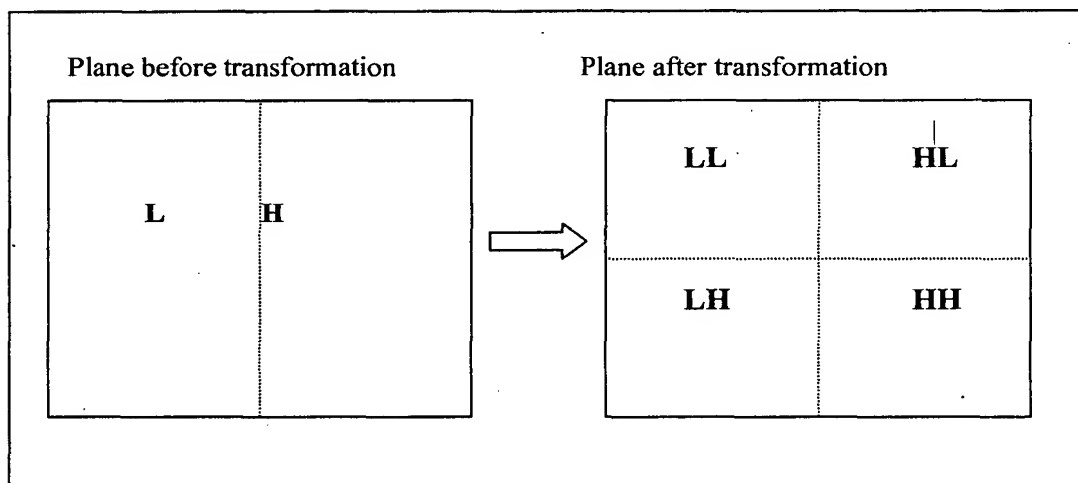 Plane before transformation
Plane after transformation
L H
LL HL
LH HH